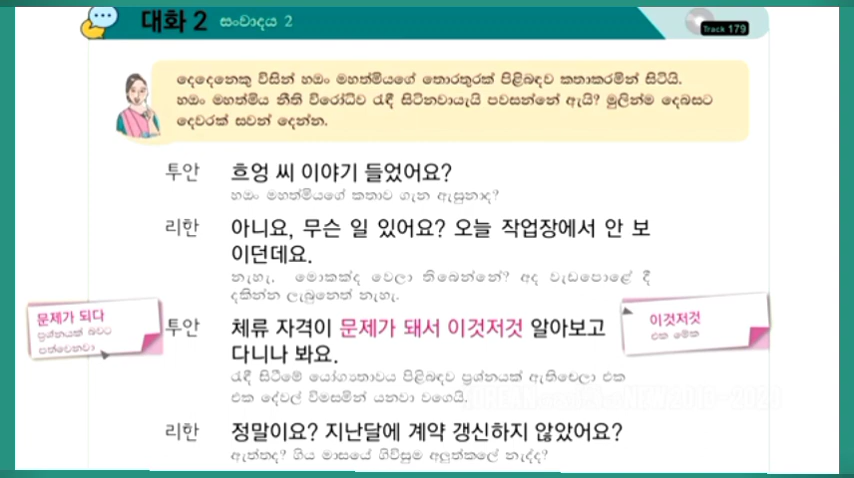 대화 2 සංවාදය 2
Track 179
දෙදෙනෙකු විසින් හඔං මහත්මියගේ තොරතුරක් පිළිබඳව කතාකරමින් සිටියි.
හඔං මහත්මිය නීති විරෝධීව රැඳී සිටිනවායැයි පවසන්නේ ඇයි? මුලින්ම දෙබසට
දෙවරක් සවන් දෙන්න.
투안 흐엉 씨 이야기 들었어요?
හඔං මහත්මියගේ කතාව ගැන ඇසුනාද?
리한 아니요, 무슨 일 있어요? 오늘 작업장에서 안 보
이던데요.
නැහැ. මොකක්ද වෙලා තිබෙන්නේ? අද වැඩපොළේ දී
දකින්න ලැබුනෙත් නැහැ.
문제가 되다
ප්‍රශ්නයක් බවට
පත්වෙනවා
투안 체류 자격이 문제가 돼서 이것저것 알아보고
다니나 봐요.
රැඳී සිටීමේ යෝග්‍යතාවය පිළිබඳව ප්‍රශ්නයක් ඇතිවෙලා එක
එක දේවල් විමසමින් යනවා වගෙයි.
이것저것
එක මේක
리한 정말이요? 지난달에 계약 갱신하지 않았어요?
ඇත්තද? ගිය මාසයේ ගිවිසුම අලුත්කලේ නැද්ද?